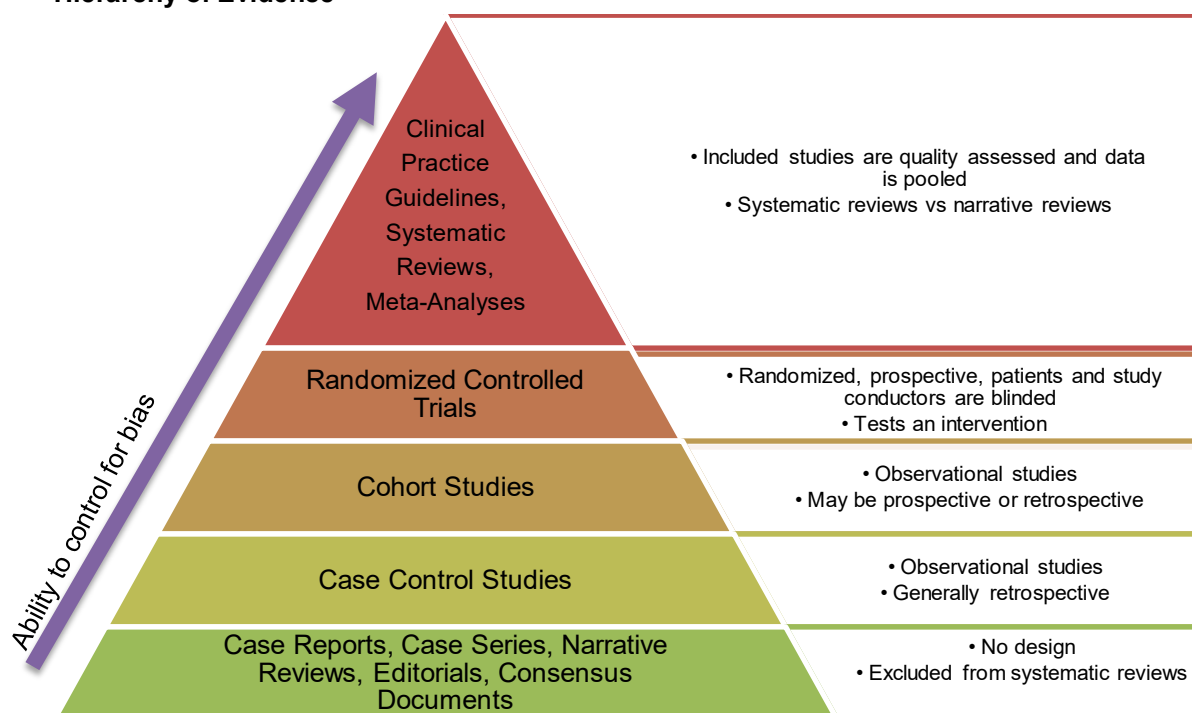 Hierarchy of Evidence
Clinical
Practice
Guidelines,
Systematic
Reviews,
Meta-Analyses
• Included studies are quality assessed and data
is pooled
• Systematic reviews vs narrative reviews
Randomized Controlled
Trials
• Randomized, prospective, patients and study
conductors are blinded
• Tests an intervention
Cohort Studies
• Observational studies
• May be prospective or retrospective
Case Control Studies
• Observational studies
• Generally retrospective
Case Reports, Case Series, Narrative
Reviews, Editorials, Consensus
Documents
• No design
• Excluded from systematic reviews
Ability to control for bias